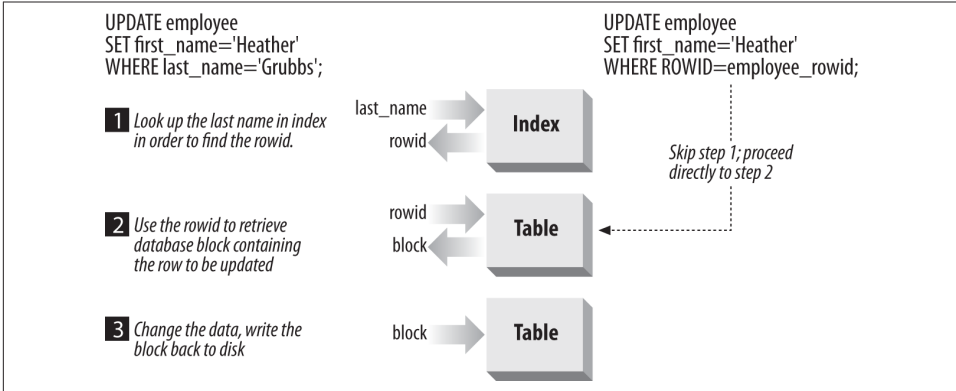 UPDATE employee
SET first_name='Heather'
WHERE last_name='Grubbs';
UPDATE employee
SET first_name='Heather'
WHERE ROWID=employee_rowid;
1 Look up the last name in index
in order to find the rowid.
last_name
rowid
Index
Skip step 1; proceed
directly to step 2
2 Use the rowid to retrieve
database block containing
the row to be updated
rowid
block
Table
3 Change the data, write the
block back to disk
block
Table